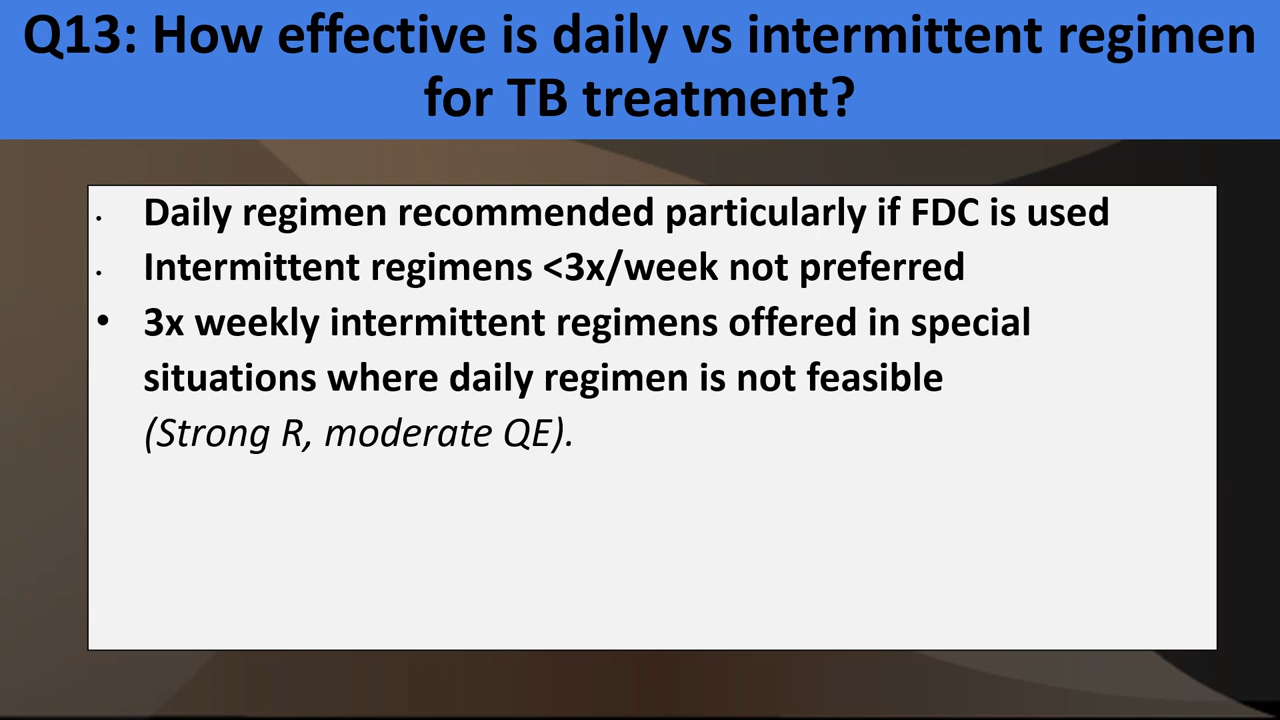 Q13: How effective is daily vs intermittent regimen
for TB treatment?
• Daily regimen recommended particularly if FDC is used
• Intermittent regimens <3x/week not preferred
• 3x weekly intermittent regimens offered in special
situations where daily regimen is not feasible
(Strong R, moderate QE).